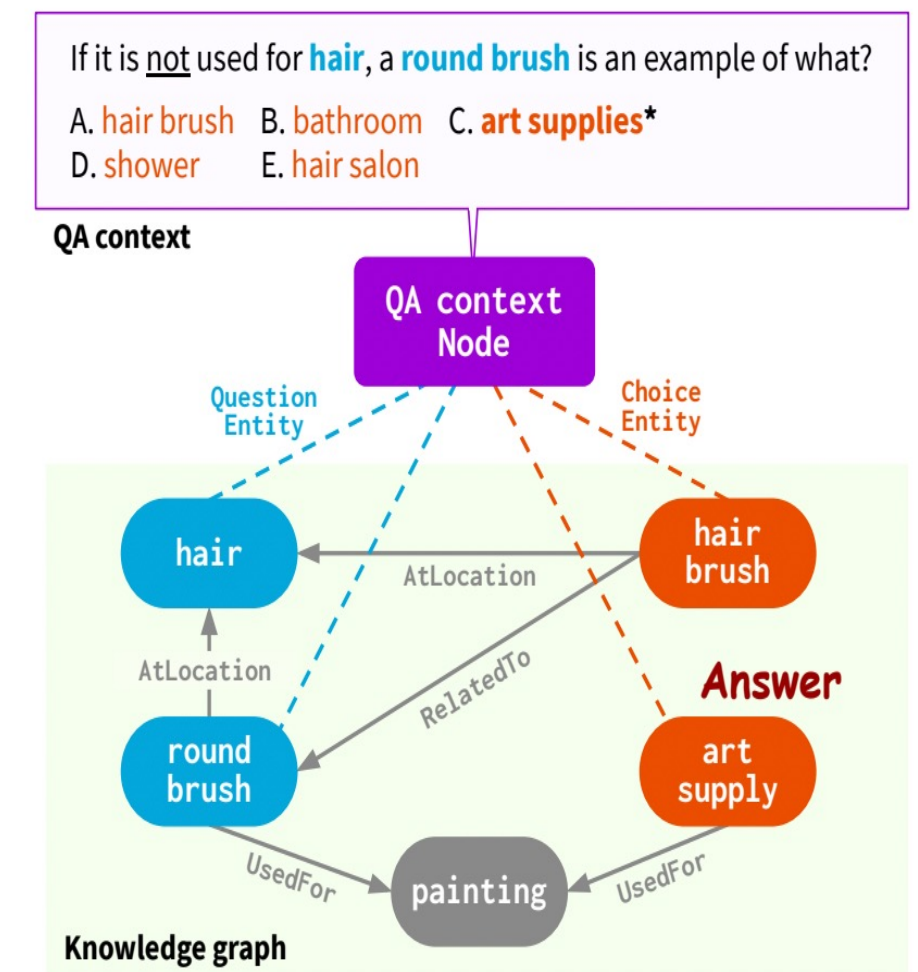 If it is not used for hair, a round brush is an example of what?
A. hair brush B. bathroom C. art supplies*
D. shower E. hair salon
QA context
QA context
Node
Question
Entity
Choice
Entity
hair
hair
brush
AtLocation
AtLocation
RelatedTo
Answer
round
brush
art
supply
UsedFor
UsedFor
painting
Knowledge graph